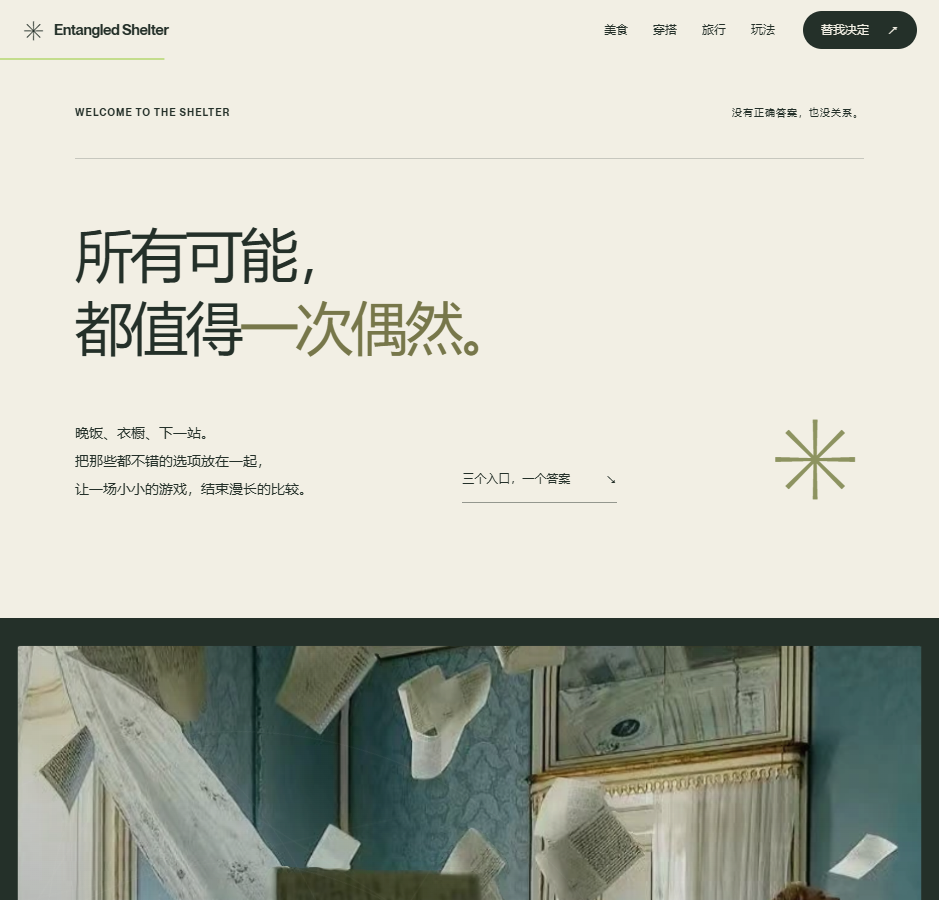 Entangled Shelter
美食 穿搭 旅行 玩法 替我决定 ↗
WELCOME TO THE SHELTER
没有正确答案，也没关系。
所有可能，
都值得一次偶然。
晚饭、衣橱、下一站。
把那些都不错的选项放在一起，
让一场小小的游戏，结束漫长的比较。
三个入口，一个答案 ↘